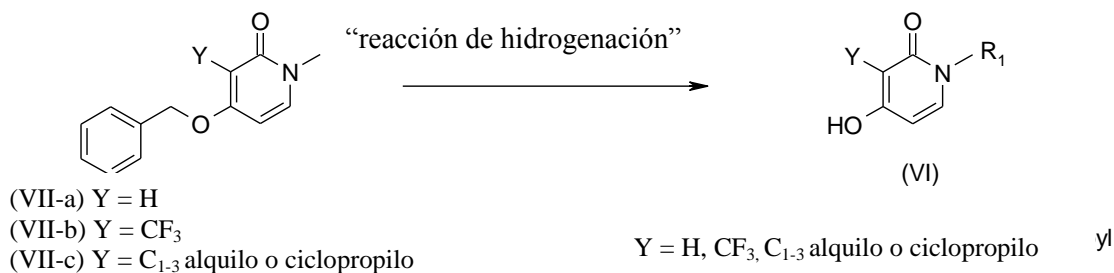 “reacción de hidrogenación”
O
Y
N
O
(VII-a) Y = H
(VII-b) Y = CF3
(VII-c) Y = C1-3 alquilo o ciclopropilo
O
Y
N
R1
HO
(VI)
Y = H, CF3, C1-3 alquilo o ciclopropilo
yl